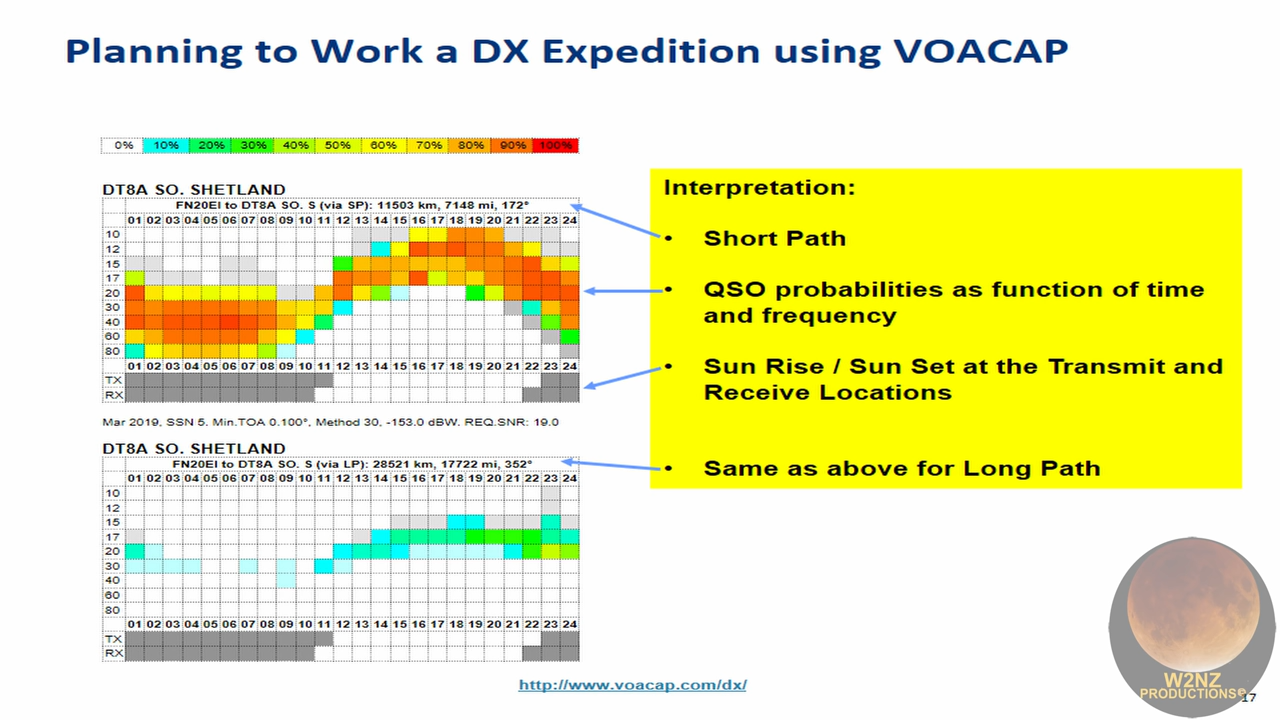 Planning to Work a DX Expedition using VOACAP
0% 10% 20% 30% 40% 50% 60% 70% 80% 90% 100%
DT8A SO. SHETLAND
FN20EI to DT8A SO. S (via SP): 11503 km, 7148 mi, 172°
01 02 03 04 05 06 07 08 09 10 11 12 13 14 15 16 17 18 19 20 21 22 23 24
10
12
15
17
20
30
40
60
80
01 02 03 04 05 06 07 08 09 10 11 12 13 14 15 16 17 18 19 20 21 22 23 24
TX
RX
Mar 2019, SSN 5. Min.TOA 0.100°, Method 30, -153.0 dBW. REQ.SNR: 19.0
DT8A SO. SHETLAND
FN20EI to DT8A SO. S (via LP): 28521 km, 17722 mi, 352°
01 02 03 04 05 06 07 08 09 10 11 12 13 14 15 16 17 18 19 20 21 22 23 24
10
12
15
17
20
30
40
60
80
01 02 03 04 05 06 07 08 09 10 11 12 13 14 15 16 17 18 19 20 21 22 23 24
TX
RX
Interpretation:
• Short Path
• QSO probabilities as function of time
and frequency
• Sun Rise / Sun Set at the Transmit and
Receive Locations
• Same as above for Long Path
http://www.voacap.com/dx/
W2NZ
PRODUCTIONS©
17